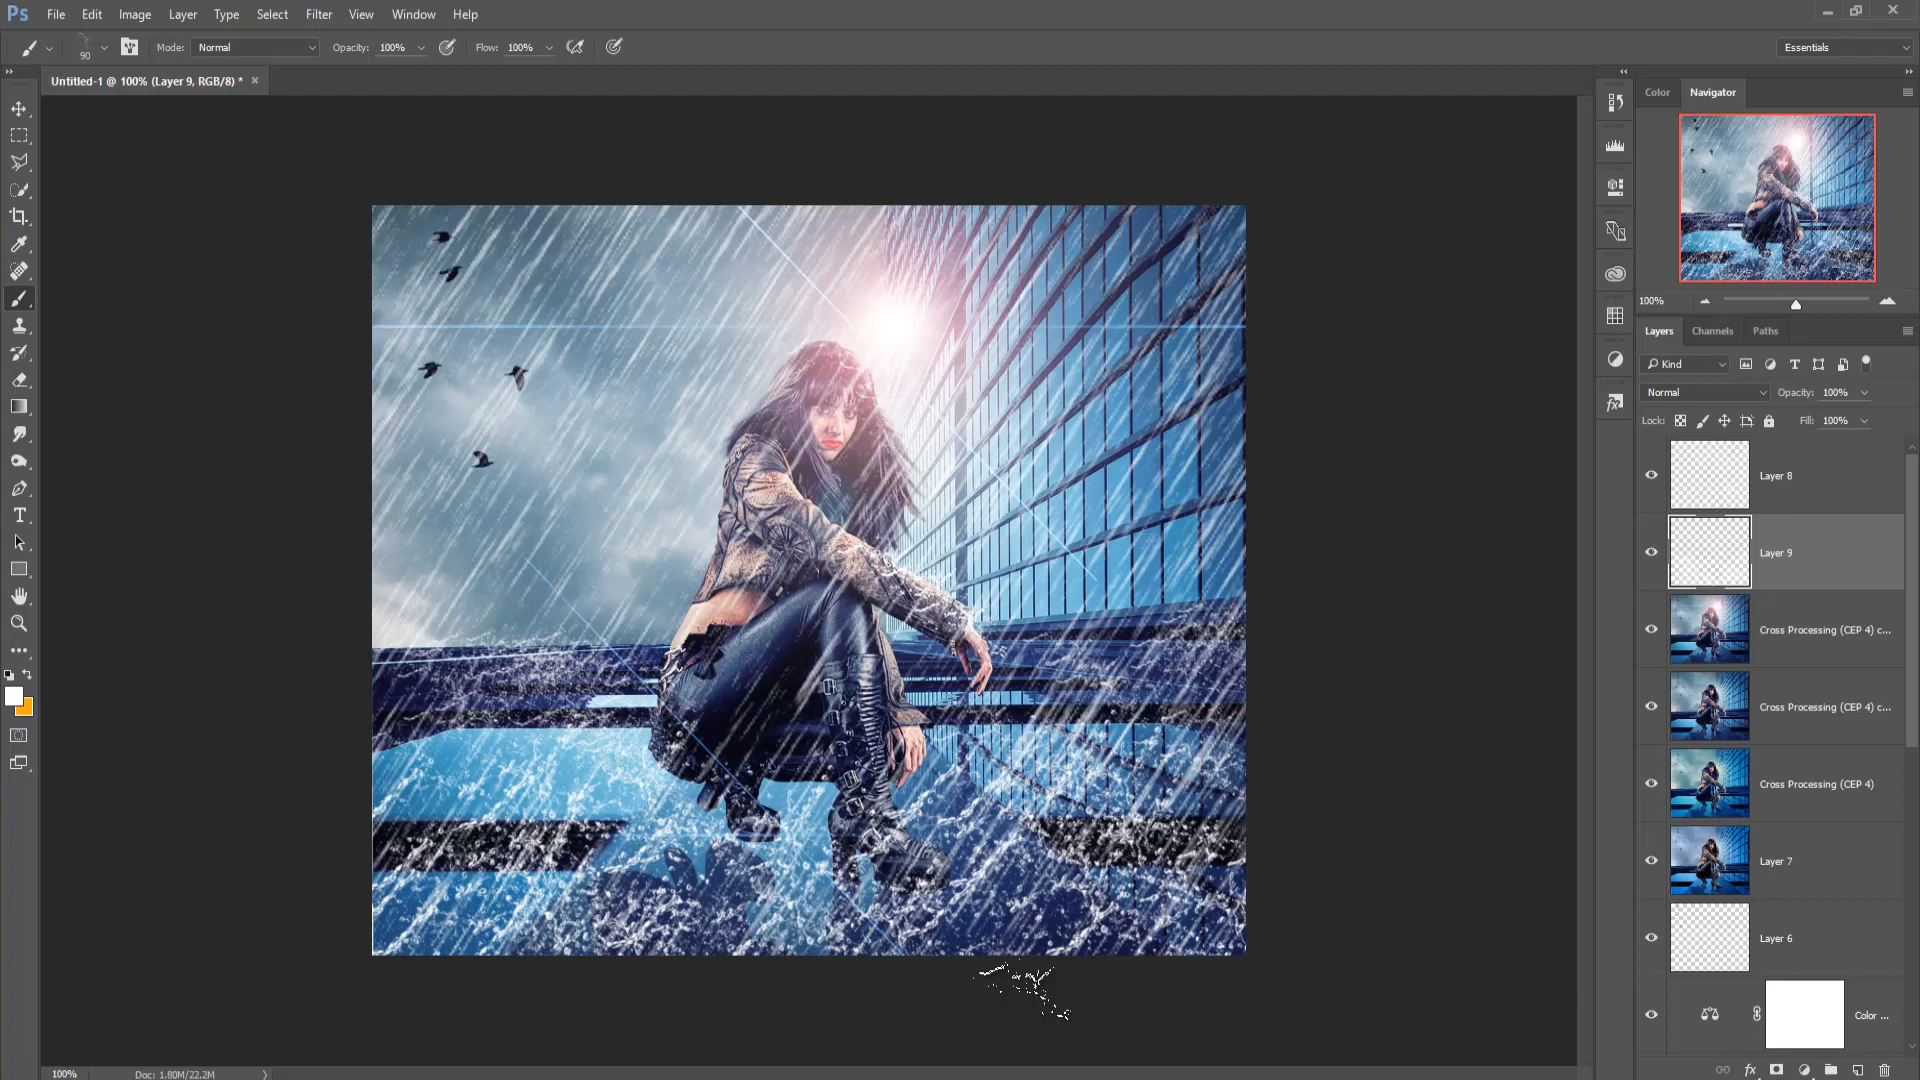 Ps File Edit Image Layer Type Select Filter View Window Help
90 Mode: Normal Opacity: 100% Flow: 100% Essentials
Untitled-1 @ 100% (Layer 9, RGB/8) *
Color Navigator
100%
Layers Channels Paths
Kind
Normal Opacity: 100%
Lock: Fill: 100%
Layer 8
Layer 9
Cross Processing (CEP 4) c...
Cross Processing (CEP 4) c...
Cross Processing (CEP 4)
Layer 7
Layer 6
Color ...
100% Doc: 1.80M/22.2M